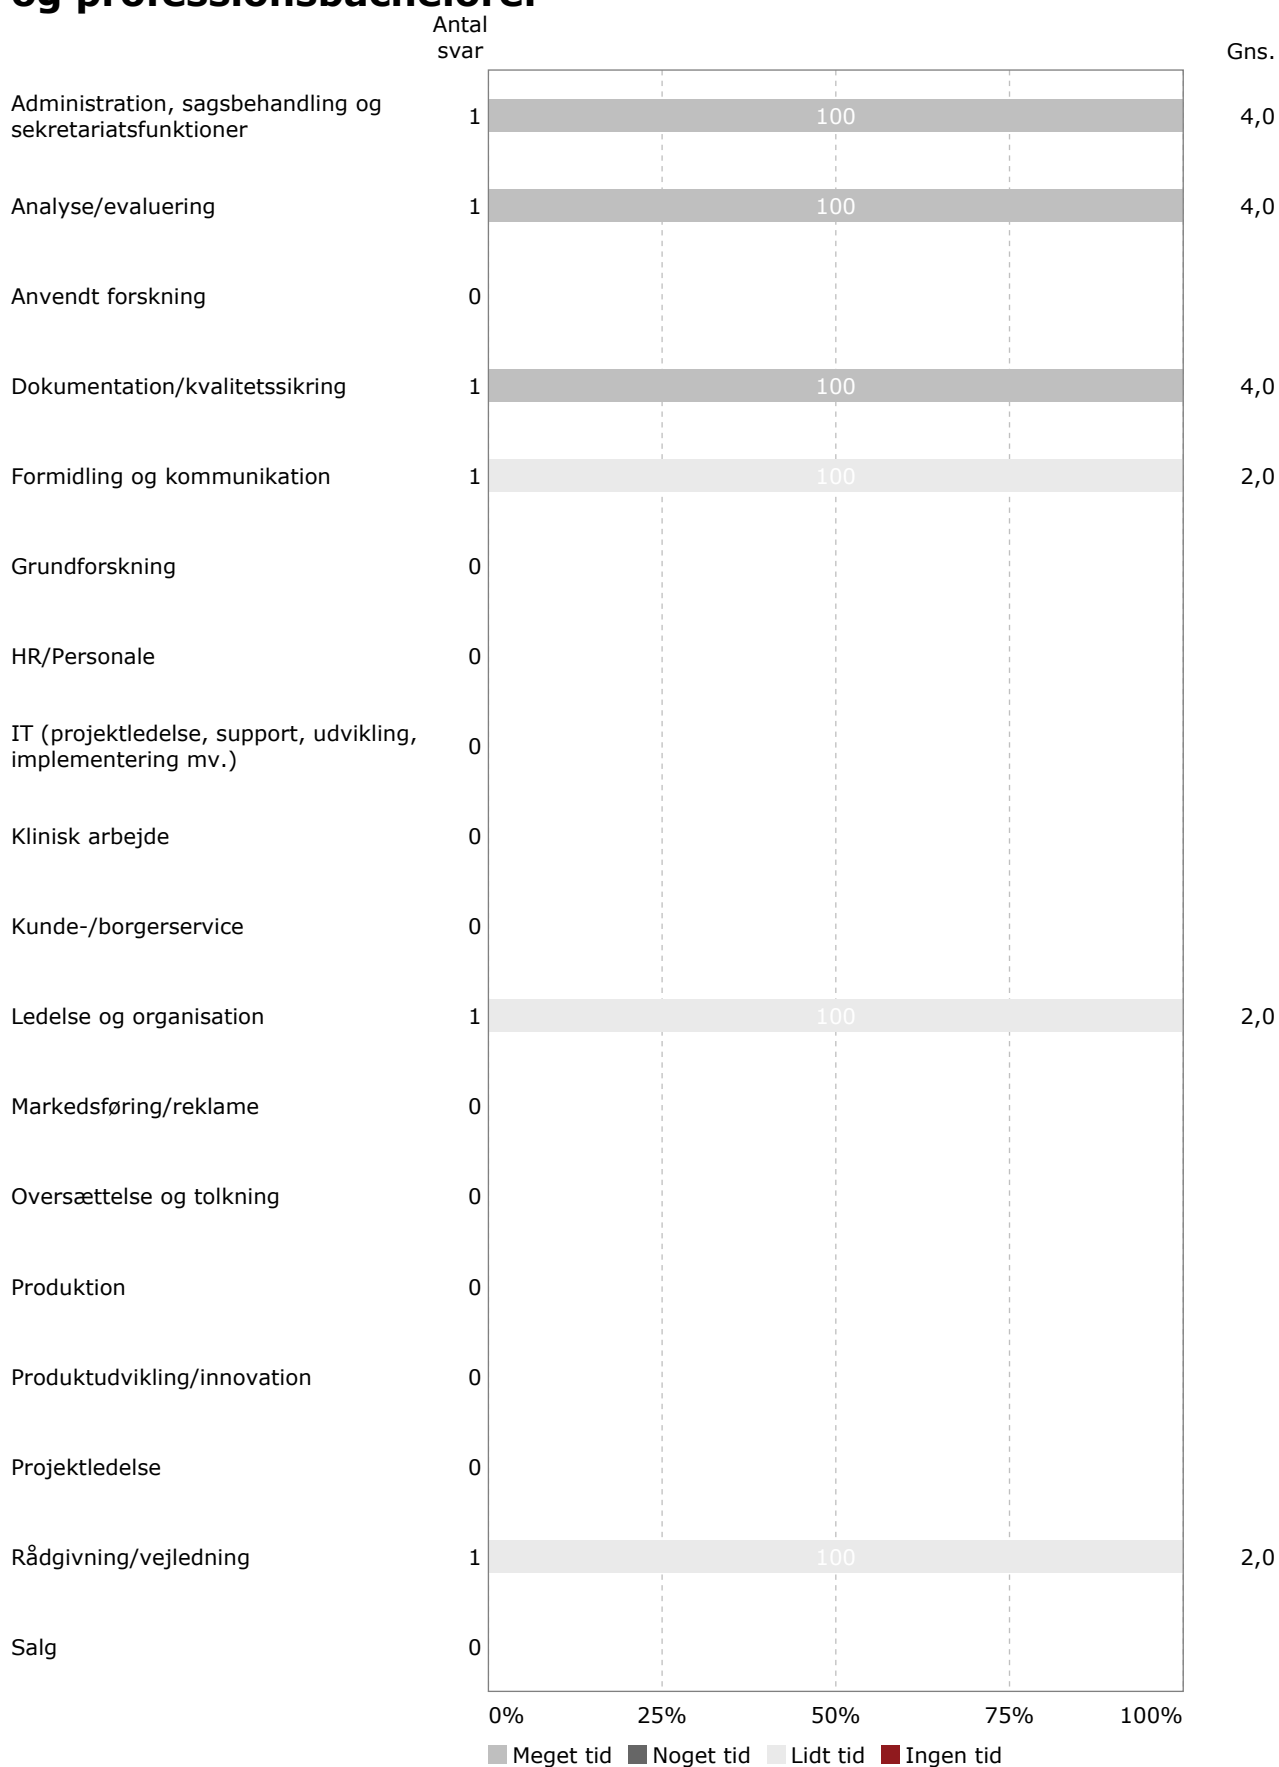 og professionsbachelorer
Antal
svar
Gns.
Administration, sagsbehandling og
sekretariatsfunktioner
1
100
4,0
Analyse/evaluering
1
100
4,0
Anvendt forskning
0
Dokumentation/kvalitetssikring
1
100
4,0
Formidling og kommunikation
1
100
2,0
Grundforskning
0
HR/Personale
0
IT (projektledelse, support, udvikling,
implementering mv.)
0
Klinisk arbejde
0
Kunde-/borgerservice
0
Ledelse og organisation
1
100
2,0
Markedsføring/reklame
0
Oversættelse og tolkning
0
Produktion
0
Produktudvikling/innovation
0
Projektledelse
0
Rådgivning/vejledning
1
100
2,0
Salg
0
0% 25% 50% 75% 100%
Meget tid Noget tid Lidt tid Ingen tid